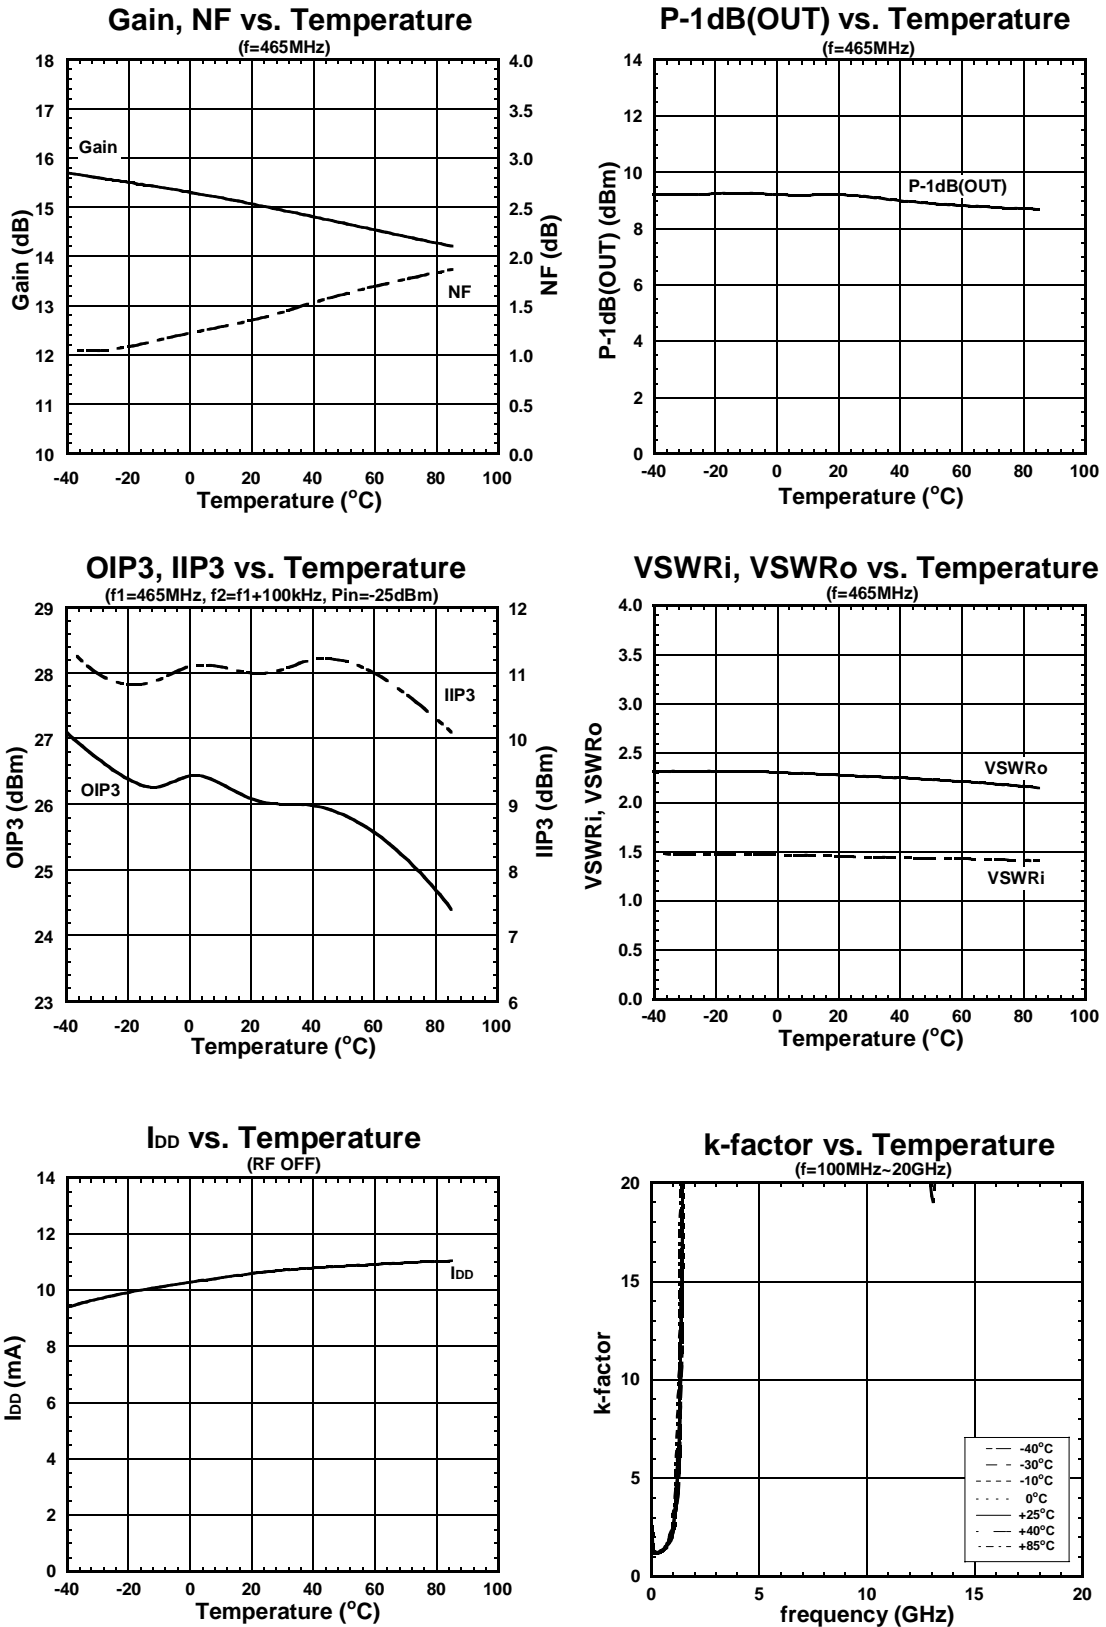 Gain, NF vs. Temperature
(f=465MHz)
18
17
16
15
14
13
12
11
10
4.0
3.5
3.0
2.5
2.0
1.5
1.0
0.5
0.0
Gain
NF
Gain (dB)
NF (dB)
-40 -20 0 20 40 60 80 100
Temperature (°C)
P-1dB(OUT) vs. Temperature
(f=465MHz)
14
12
10
8
6
4
2
0
P-1dB(OUT)
P-1dB(OUT) (dBm)
-40 -20 0 20 40 60 80 100
Temperature (°C)
OIP3, IIP3 vs. Temperature
(f1=465MHz, f2=f1+100kHz, Pin=-25dBm)
29
28
27
26
25
24
23
12
11
10
9
8
7
6
IIP3
OIP3
OIP3 (dBm)
IIP3 (dBm)
-40 -20 0 20 40 60 80 100
Temperature (°C)
VSWRi, VSWRo vs. Temperature
(f=465MHz)
4.0
3.5
3.0
2.5
2.0
1.5
1.0
0.5
0.0
VSWRo
VSWRi
VSWRi, VSWRo
-40 -20 0 20 40 60 80 100
Temperature (°C)
IDD vs. Temperature
(RF OFF)
14
12
10
8
6
4
2
0
IDD
IDD (mA)
-40 -20 0 20 40 60 80 100
Temperature (°C)
k-factor vs. Temperature
(f=100MHz~20GHz)
20
15
10
5
0
k-factor
-40°C
-30°C
-10°C
0°C
+25°C
+40°C
+85°C
0 5 10 15 20
frequency (GHz)